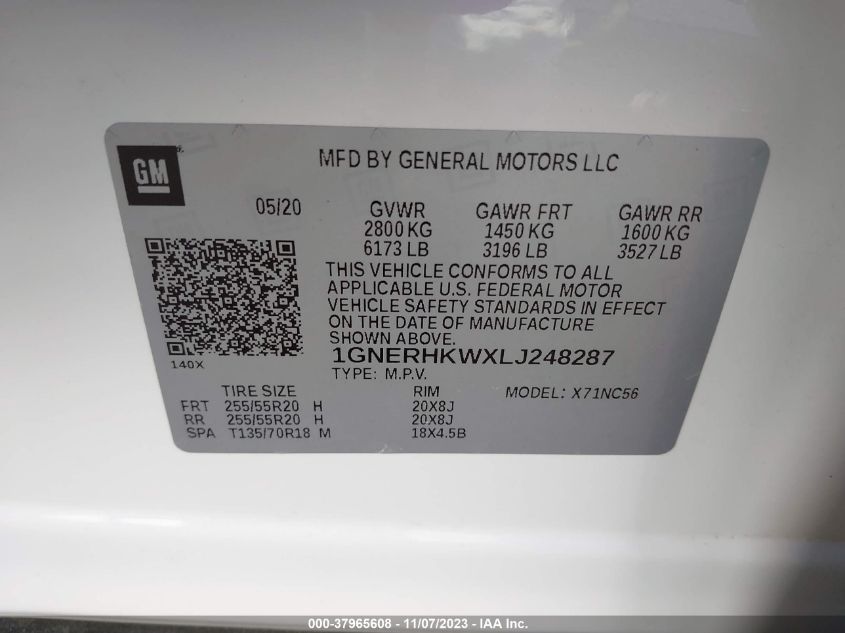 GM
MFD BY GENERAL MOTORS LLC
05/20
GVWR GAWR FRT GAWR RR
2800 KG 1450 KG 1600 KG
6173 LB 3196 LB 3527 LB
THIS VEHICLE CONFORMS TO ALL
APPLICABLE U.S. FEDERAL MOTOR
VEHICLE SAFETY STANDARDS IN EFFECT
ON THE DATE OF MANUFACTURE
SHOWN ABOVE.
1GNERHKWXLJ248287
140X
TYPE: M.P.V.
TIRE SIZE RIM MODEL: X71NC56
FRT 255/55R20 H 20X8J
RR 255/55R20 H 20X8J
SPA T135/70R18 M 18X4.5B
000-37965608 - 11/07/2023 - IAA Inc.